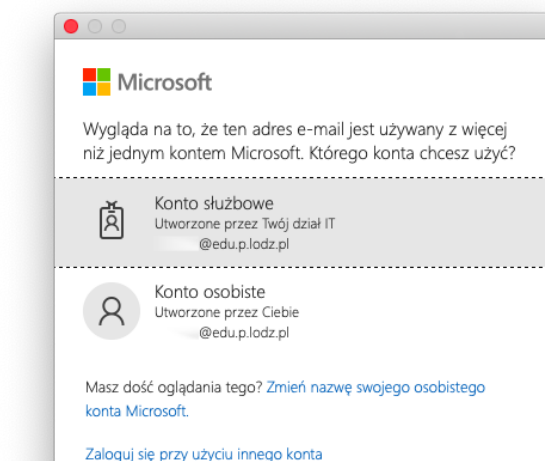 Microsoft
Wygląda na to, że ten adres e-mail jest używany z więcej
niż jednym kontem Microsoft. Którego konta chcesz użyć?
Konto służbowe
Utworzone przez Twój dział IT
@edu.p.lodz.pl
Konto osobiste
Utworzone przez Ciebie
@edu.p.lodz.pl
Masz dość oglądania tego? Zmień nazwę swojego osobistego
konta Microsoft.
Zaloguj się przy użyciu innego konta